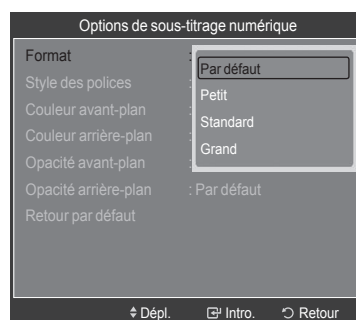 Options de sous-titrage numérique
Format :
Par défaut
Petit
Standard
Grand
Style des polices :
Couleur avant-plan :
Couleur arrière-plan :
Opacité avant-plan :
Opacité arrière-plan : Par défaut
Retour par défaut
Dépl. Intro. Retour